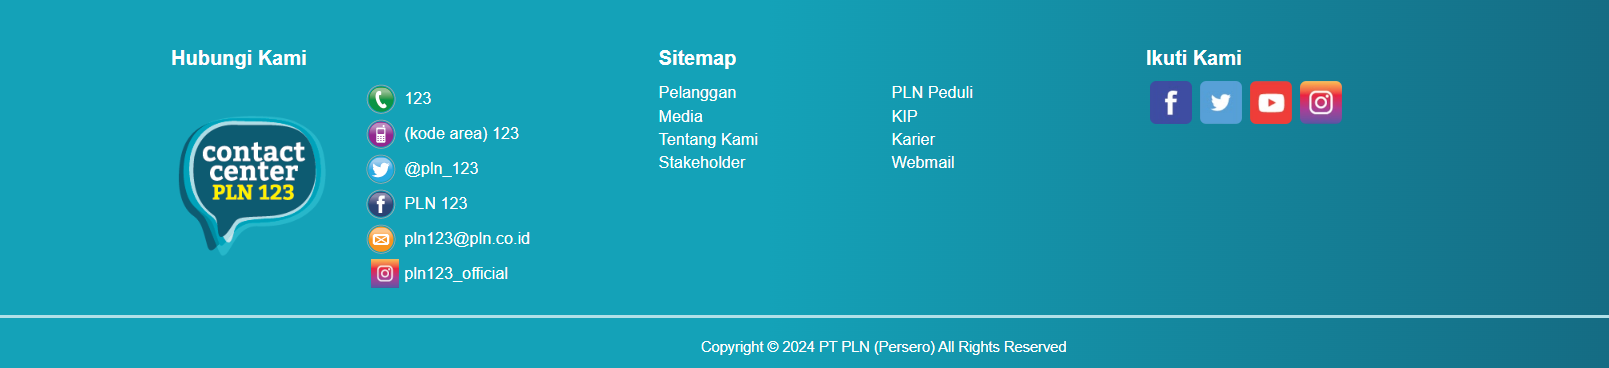 Hubungi Kami
contact
center
PLN 123
123
(kode area) 123
@pln_123
PLN 123
pln123@pln.co.id
pln123_official
Sitemap
Pelanggan
Media
Tentang Kami
Stakeholder
PLN Peduli
KIP
Karier
Webmail
Ikuti Kami
Copyright © 2024 PT PLN (Persero) All Rights Reserved